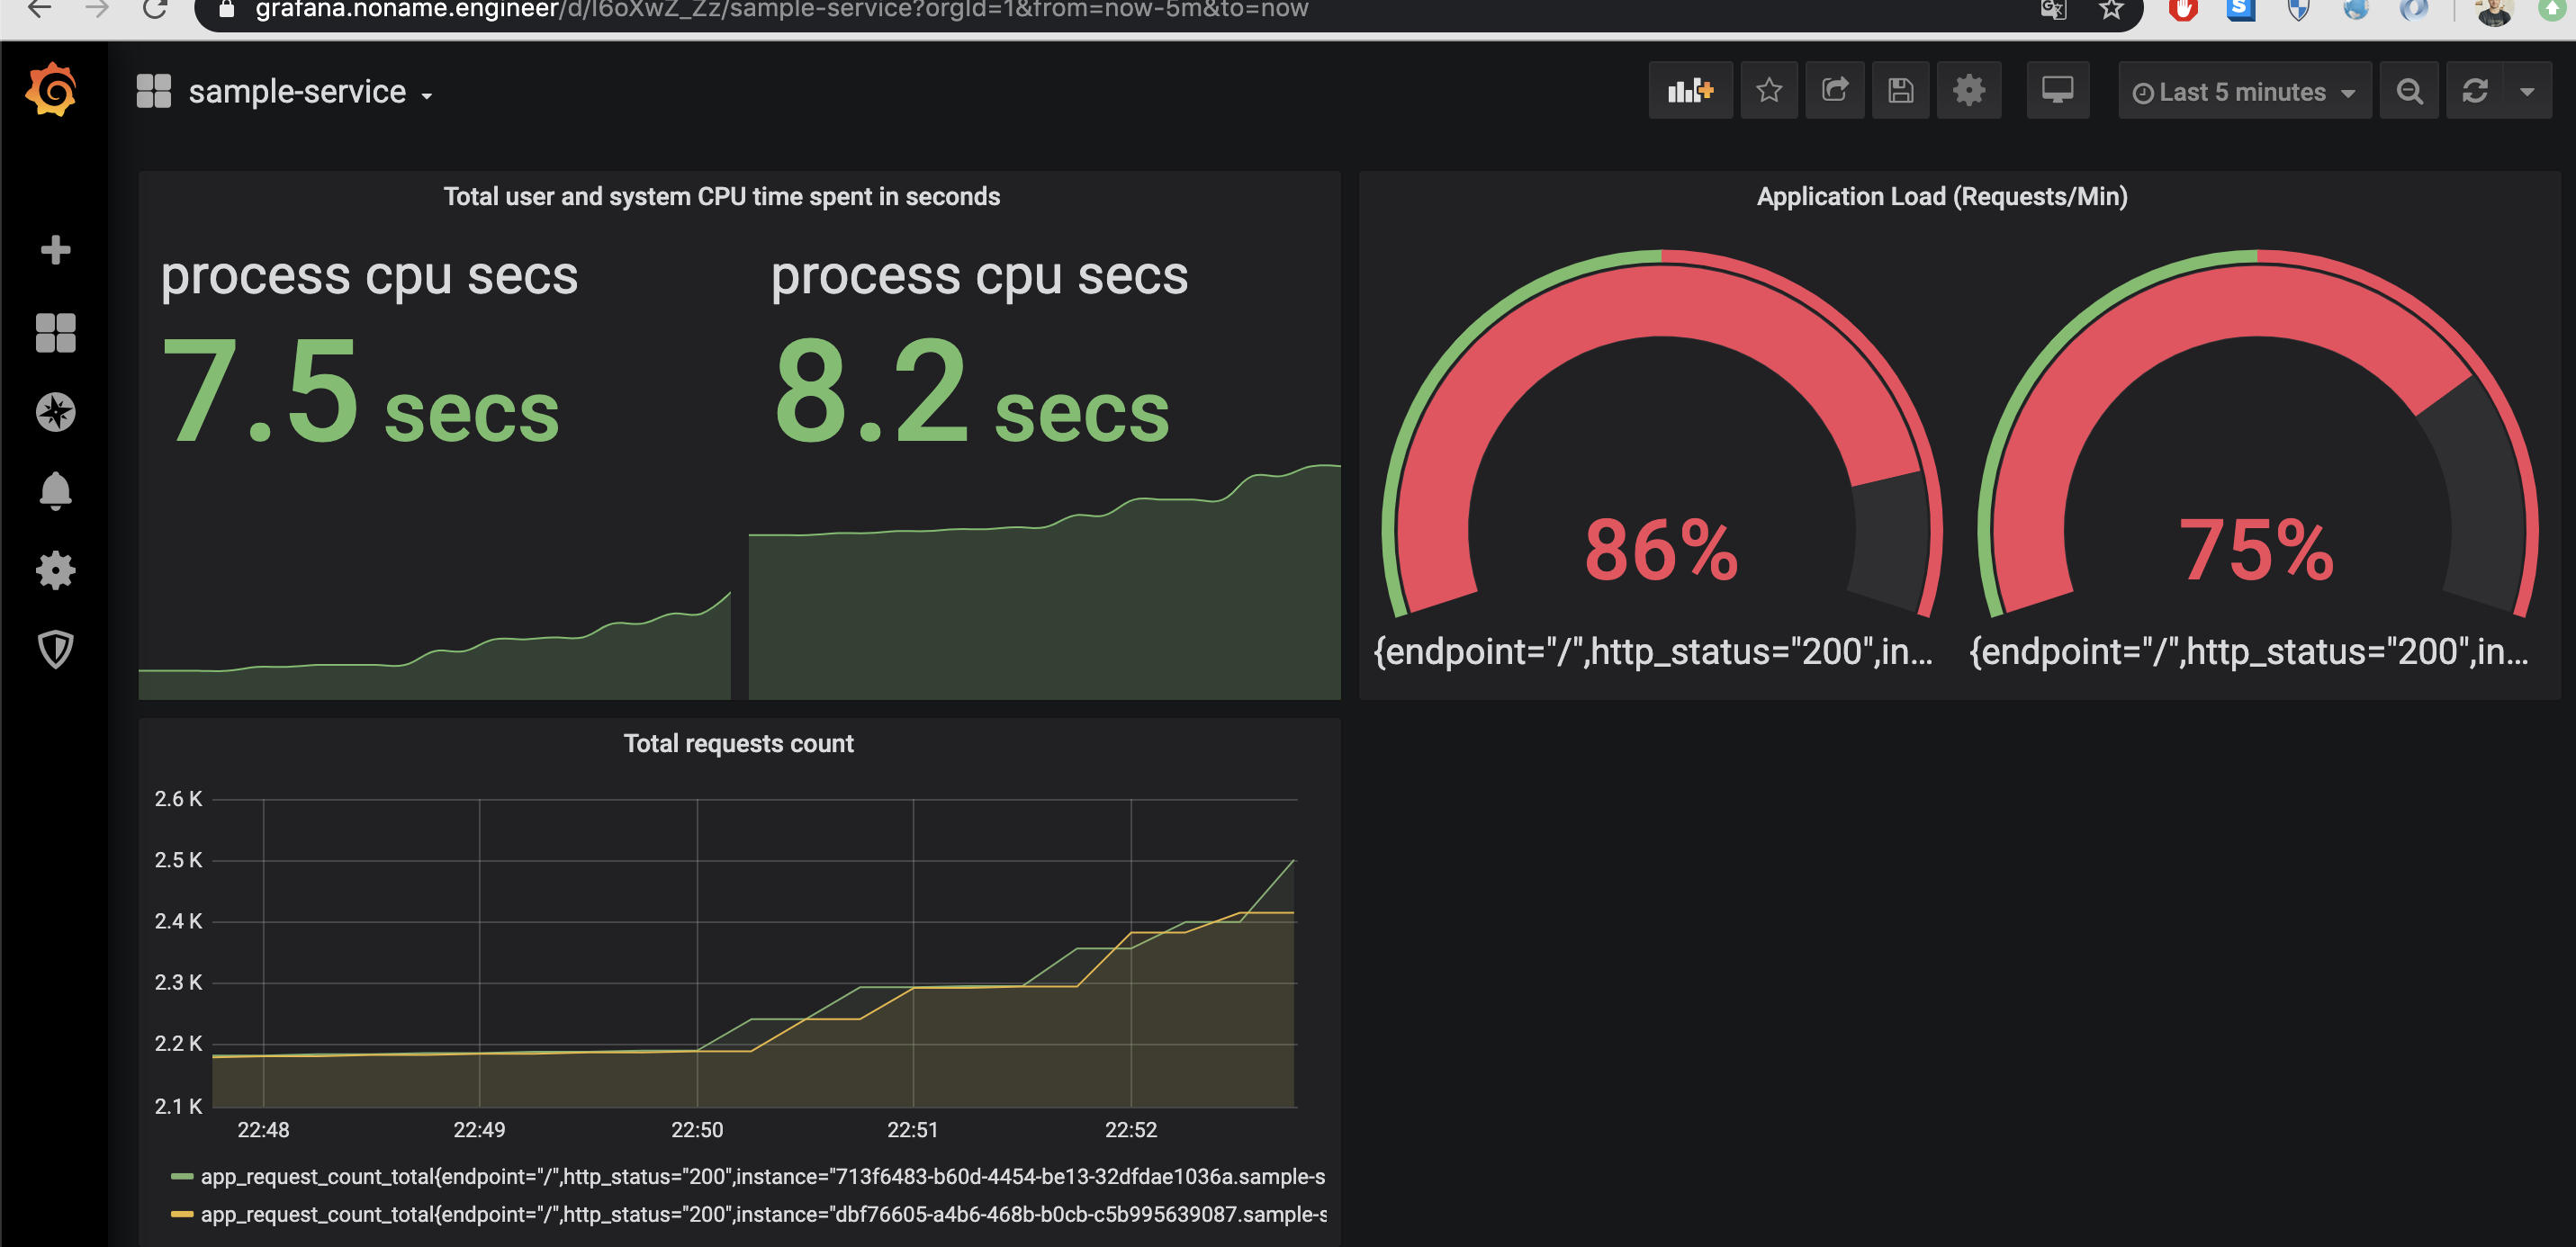 grafana.noname.engineer/d/I6oXwZ_Zz/sample-service?orgId=1&from=now-5m&to=now
sample-service
Last 5 minutes
Total user and system CPU time spent in seconds
process cpu secs
7.5 secs
process cpu secs
8.2 secs
Application Load (Requests/Min)
86%
{endpoint="/",http_status="200",in...
75%
{endpoint="/",http_status="200",in...
Total requests count
2.6 K
2.5 K
2.4 K
2.3 K
2.2 K
2.1 K
22:48
22:49
22:50
22:51
22:52
app_request_count_total{endpoint="/",http_status="200",instance="713f6483-b60d-4454-be13-32dfdae1036a.sample-s
app_request_count_total{endpoint="/",http_status="200",instance="dbf76605-a4b6-468b-b0cb-c5b995639087.sample-s